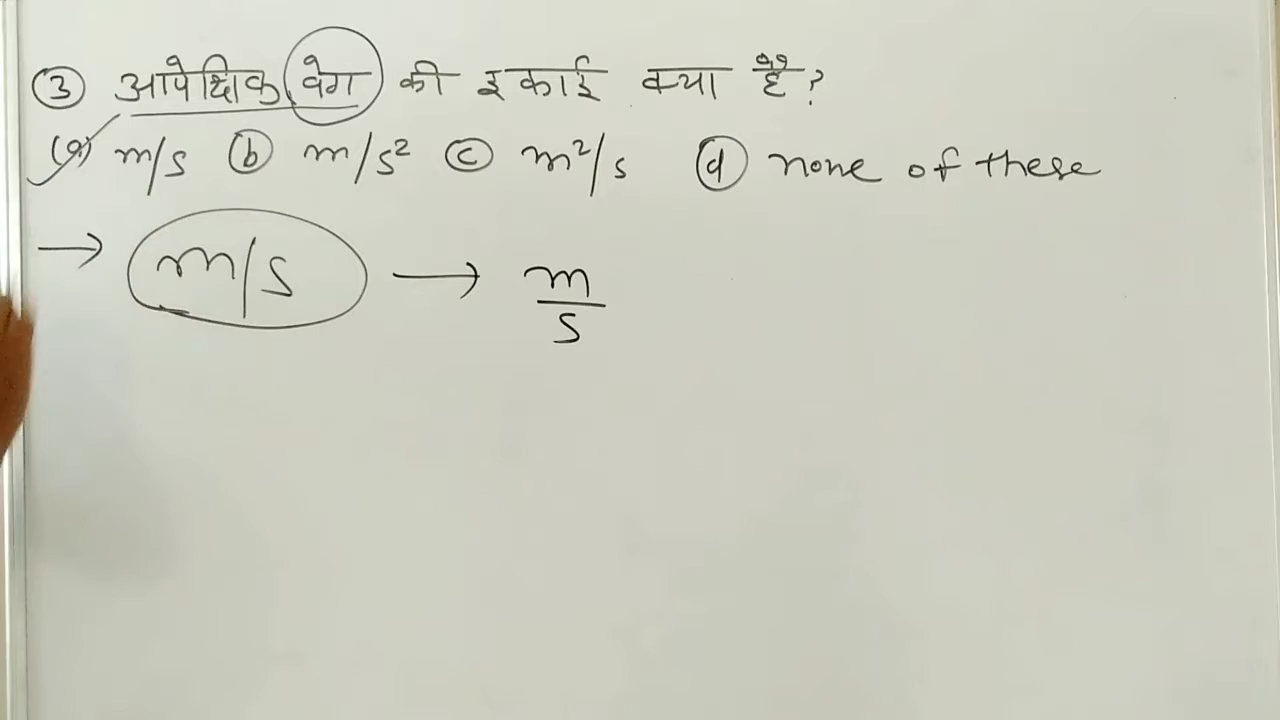 ③ आपेक्षिक वेग की इकाई क्या है?
(a) m/s (b) m/s² (c) m²/s (d) none of these
→ m/s → m/s